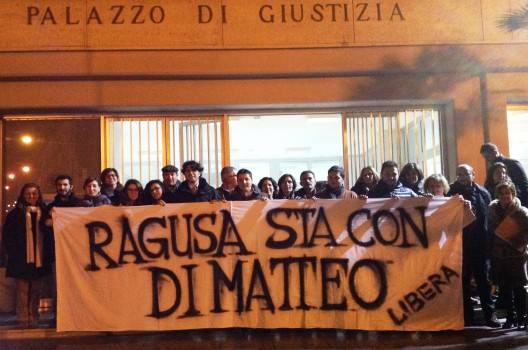 PALAZZO DI GIUSTIZIA
RAGUSA STA CON
DI MATTEO
LIBERA